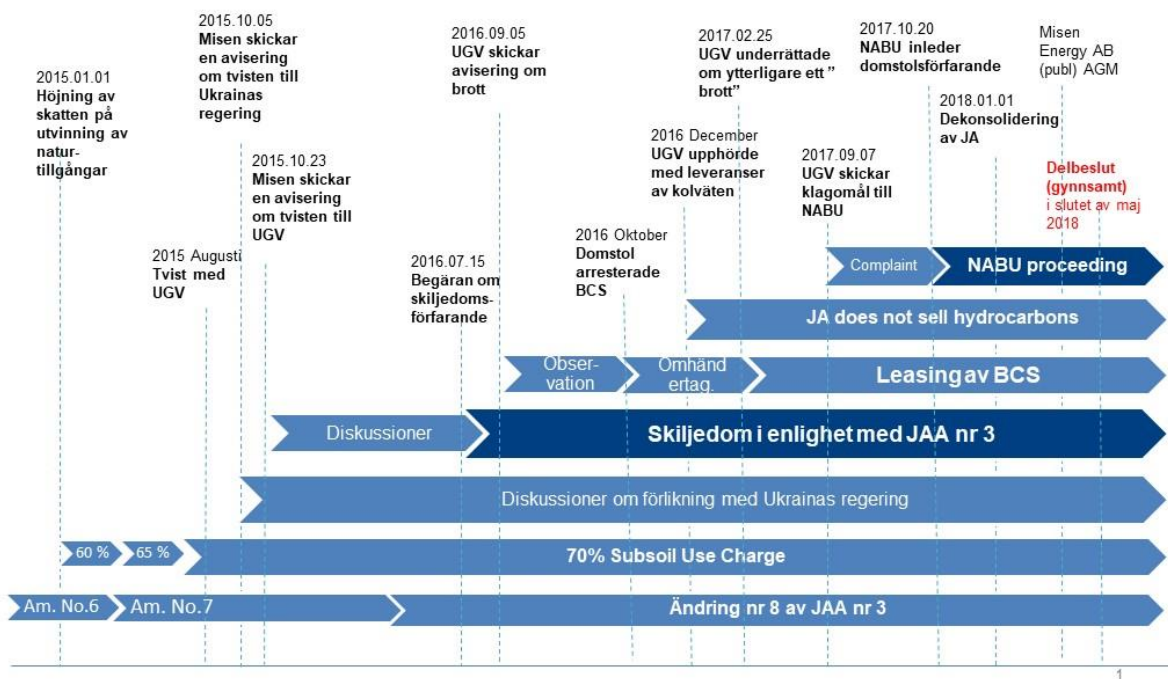 2015.01.01
Höjning av
skatten på
utvinning av
natur-
tillgångar
2015.10.05
Misen skickar
en avisering
om tvisten till
Ukrainas
regering
2015 Augusti
Tvist med
UGV
2015.10.23
Misen skickar
en avisering
om tvisten till
UGV
2016.07.15
Begäran om
skiljedoms-
förfarande
2016.09.05
UGV skickar
avisering om
brott
2016 Oktober
Domstol
arresterade
BCS
2016 December
UGV upphörde
med leveranser
av kolväten
2017.02.25
UGV underrättade
om ytterligare ett ”
brott”
2017.09.07
UGV skickar
klagomål till
NABU
2017.10.20
NABU inleder
domstolsförfarande
2018.01.01
Dekonsolidering
av JA
Misen
Energy AB
(publ) AGM
Delbeslut
(gynnsamt)
i slutet av maj
2018
Complaint
NABU proceeding
JA does not sell hydrocarbons
Obser-
vation
Omhänd
ertag.
Leasing av BCS
Diskussioner
Skiljedom i enlighet med JAA nr 3
Diskussioner om förlikning med Ukrainas regering
60 %
65 %
70% Subsoil Use Charge
Am. No.6
Am. No.7
Ändring nr 8 av JAA nr 3
1